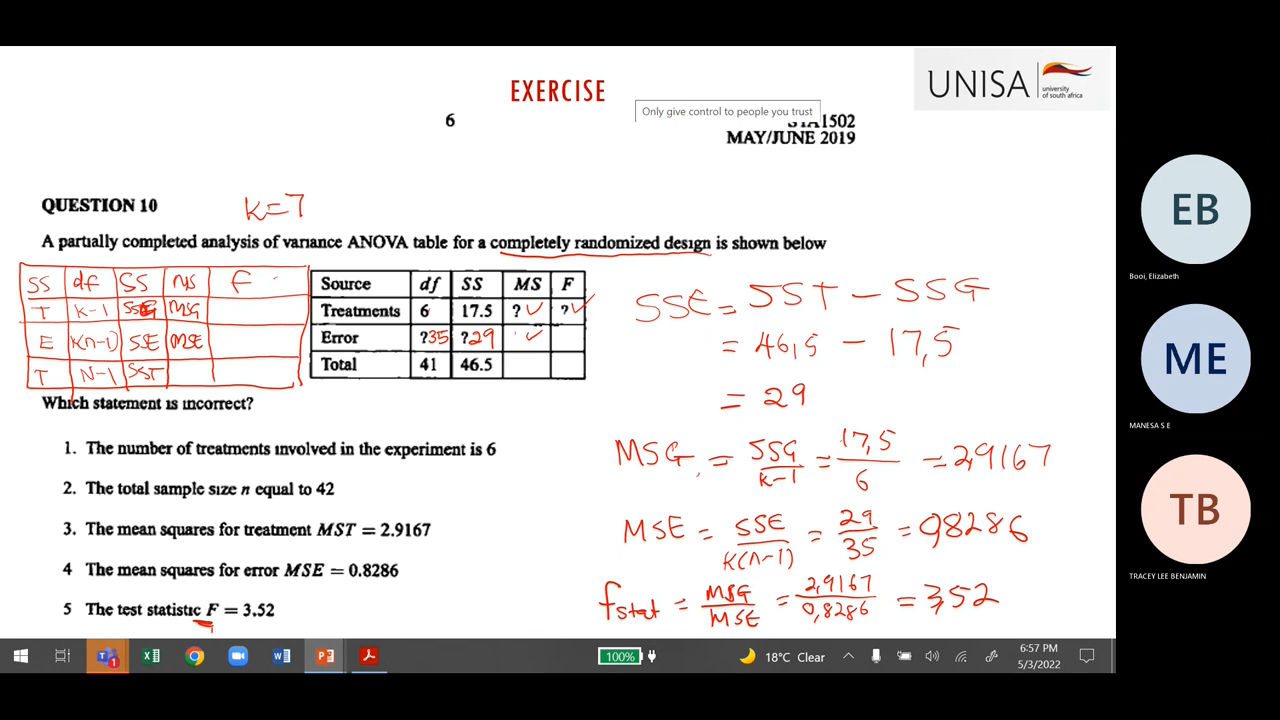 EXERCISE
UNISA
university
of south africa
Only give control to people you trust
6
1502
MAY/JUNE 2019
QUESTION 10
K=7
A partially completed analysis of variance ANOVA table for a completely randomized design is shown below
SS df SS MS F
T k-1 SSG MSG
E k(n-1) SSE MSE
T N-1 SST
Source df SS MS F
Treatments 6 17.5 ? ?
Error ?35 ?29
Total 41 46.5
SSE = SST - SSG
= 46,5 - 17,5
= 29
Which statement is incorrect?
1. The number of treatments involved in the experiment is 6
2. The total sample size n equal to 42
3. The mean squares for treatment MST = 2.9167
4 The mean squares for error MSE = 0.8286
5 The test statistic F = 3.52
MSG = SSG/k-1 = 17,5/6 = 2,9167
MSE = SSE/k(n-1) = 29/35 = 0,8286
fstat = MSG/MSE = 2,9167/0,8286 = 3,52
EB
Booi, Elizabeth
ME
MANESA S E
TB
TRACEY LEE BENJAMIN
1
100%
18°C Clear
6:57 PM
5/3/2022